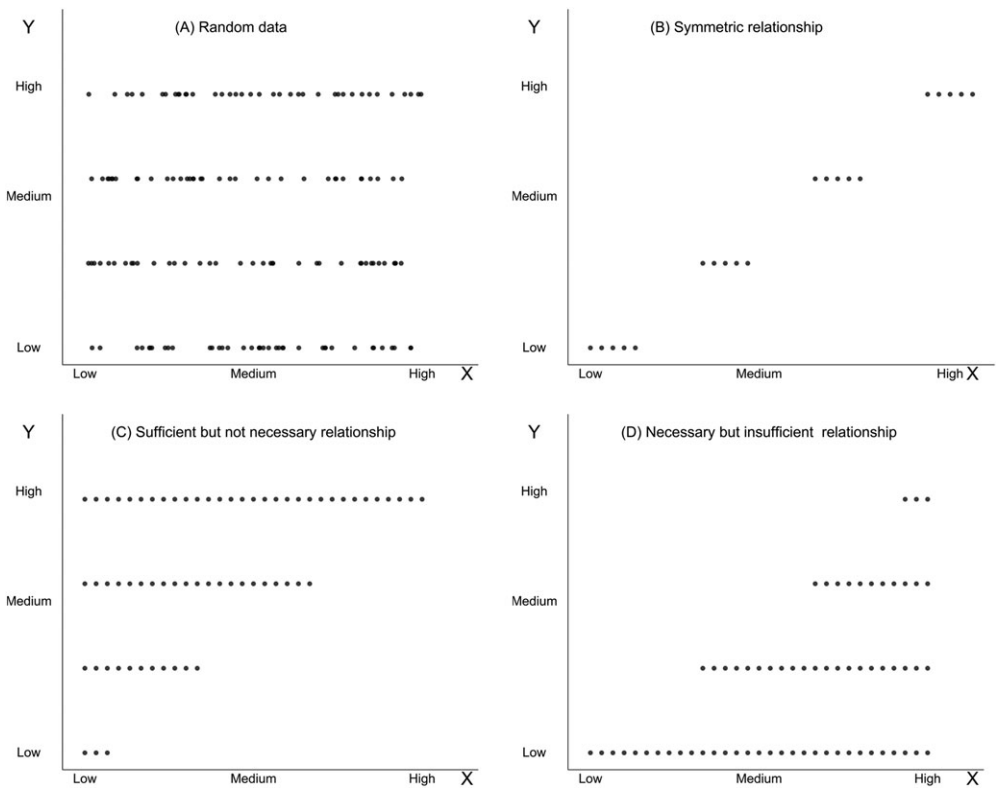 Y (A) Random data
High
Medium
Low
Low Medium High X
Y (B) Symmetric relationship
High
Medium
Low
Low Medium High X
Y (C) Sufficient but not necessary relationship
High
Medium
Low
Low Medium High X
Y (D) Necessary but insufficient relationship
High
Medium
Low
Low Medium High X